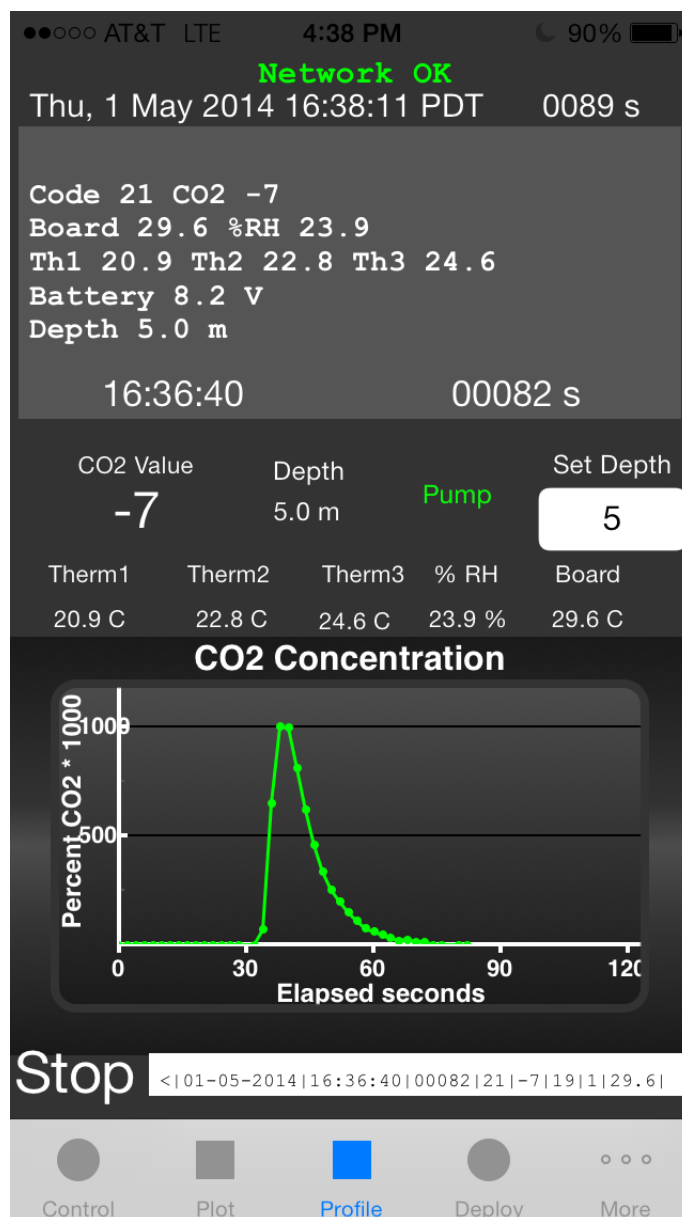 AT&T LTE 4:38 PM 90%
Network OK
Thu, 1 May 2014 16:38:11 PDT 0089 s
Code 21 CO2 -7
Board 29.6 %RH 23.9
Th1 20.9 Th2 22.8 Th3 24.6
Battery 8.2 V
Depth 5.0 m
16:36:40 00082 s
CO2 Value Depth Pump Set Depth
-7 5.0 m 5
Therm1 Therm2 Therm3 % RH Board
20.9 C 22.8 C 24.6 C 23.9 % 29.6 C
CO2 Concentration
Percent CO2 * 1000
1000
500
0 30 60 90 120
Elapsed seconds
Stop <|01-05-2014|16:36:40|00082|21|-7|19|1|29.6|
Control Plot Profile Deploy More